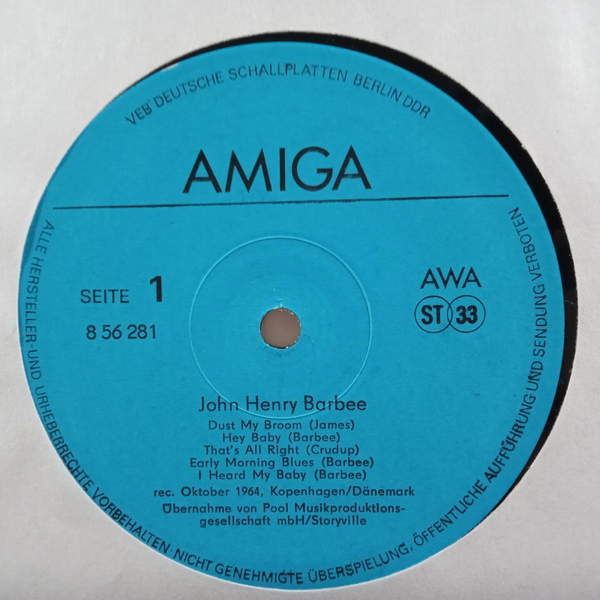 VEB DEUTSCHE SCHALLPLATTEN BERLIN DDR
AMIGA
SEITE 1
8 56 281
AWA
ST 33
John Henry Barbee
Dust My Broom (James)
Hey Baby (Barbee)
That's All Right (Crudup)
Early Morning Blues (Barbee)
I Heard My Baby (Barbee)
rec. Oktober 1964, Kopenhagen/Dänemark
Übernahme von Pool Musikproduktions-
gesellschaft mbH/Storyville
ALLE HERSTELLER- UND URHEBERRECHTE VORBEHALTEN. NICHT GENEHMIGTE ÜBERSPIELUNG, ÖFFENTLICHE AUFFÜHRUNG UND SENDUNG VERBOTEN